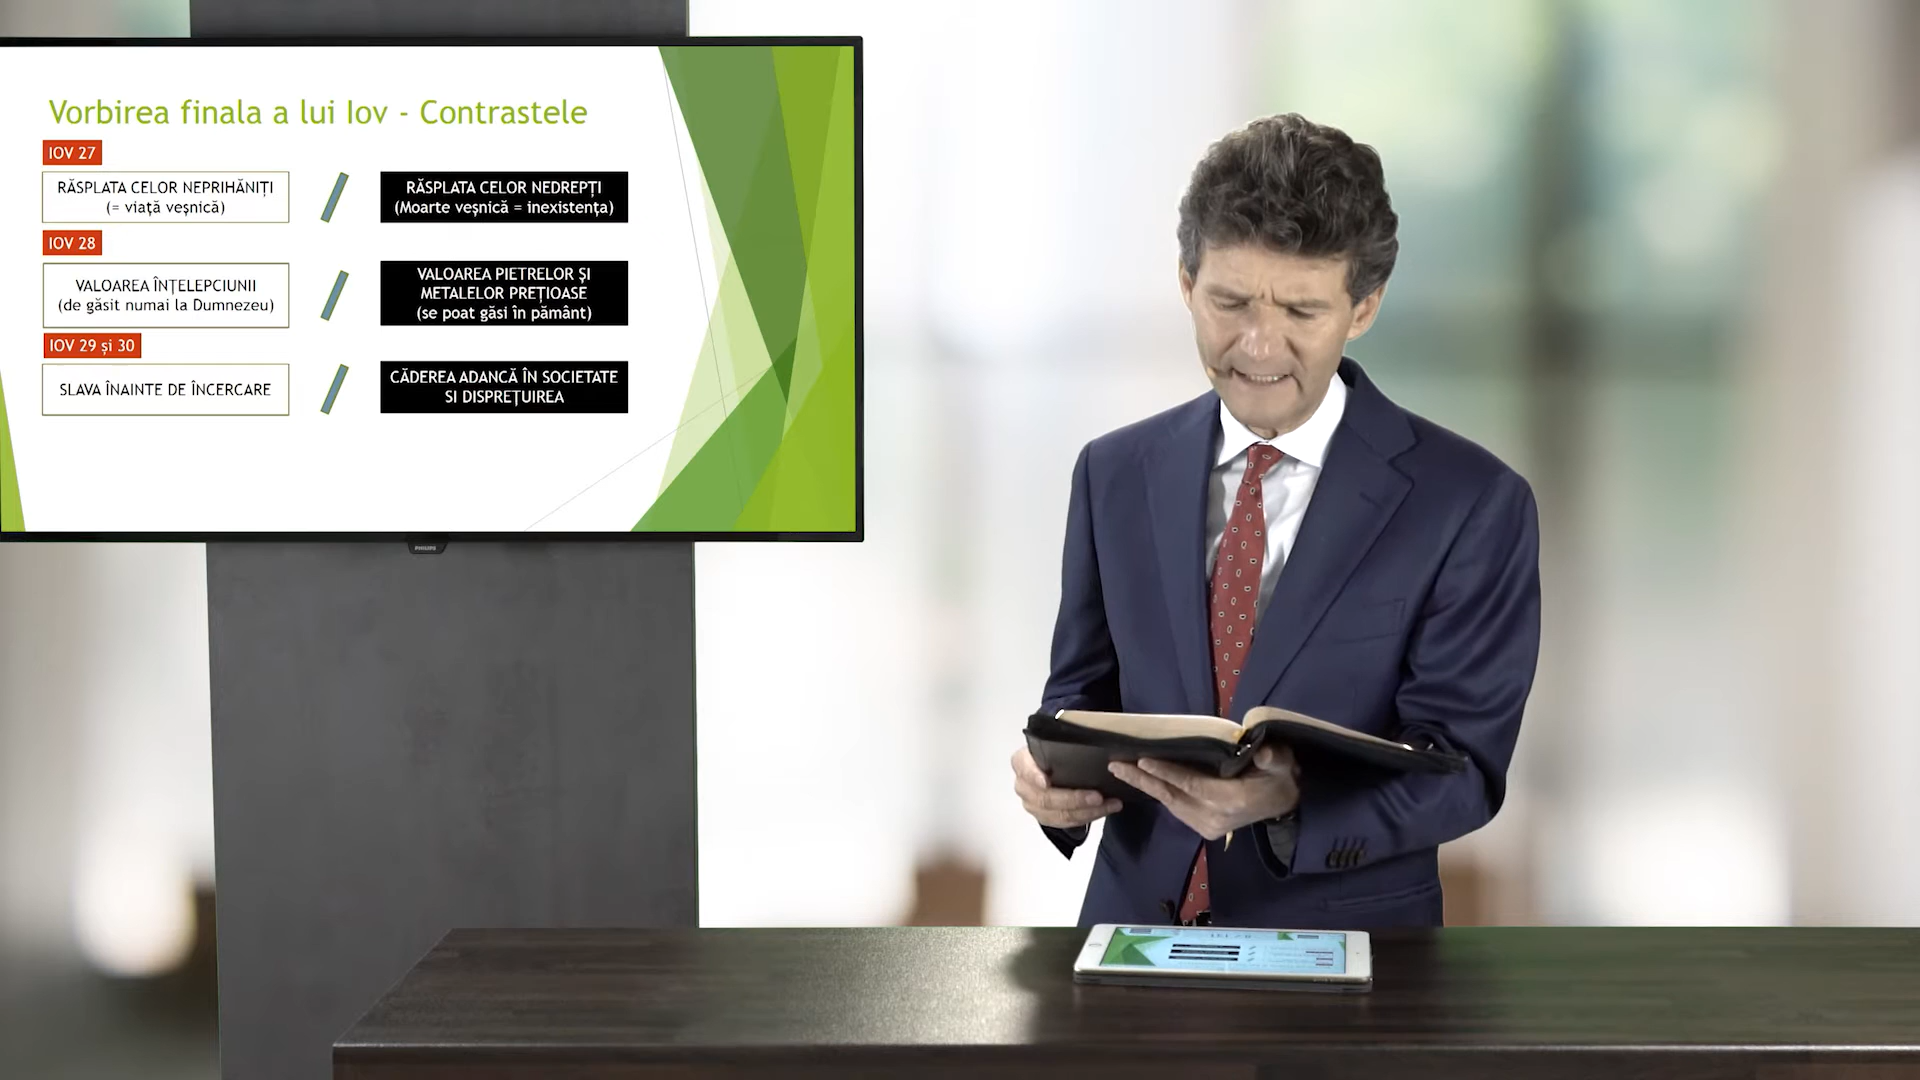 Vorbirea finala a lui Iov - Contrastele
IOV 27
RĂSPLATA CELOR NEPRIHĂNIȚI
(= viață veșnică)
RĂSPLATA CELOR NEDREPȚI
(Moarte veșnică = inexistența)
IOV 28
VALOAREA ÎNȚELEPCIUNII
(de găsit numai la Dumnezeu)
VALOAREA PIETRELOR ȘI
METALELOR PREȚIOASE
(se poat găsi în pământ)
IOV 29 și 30
SLAVA ÎNAINTE DE ÎNCERCARE
CĂDEREA ADANCĂ ÎN SOCIETATE
SI DISPREȚUIREA
PHILIPS